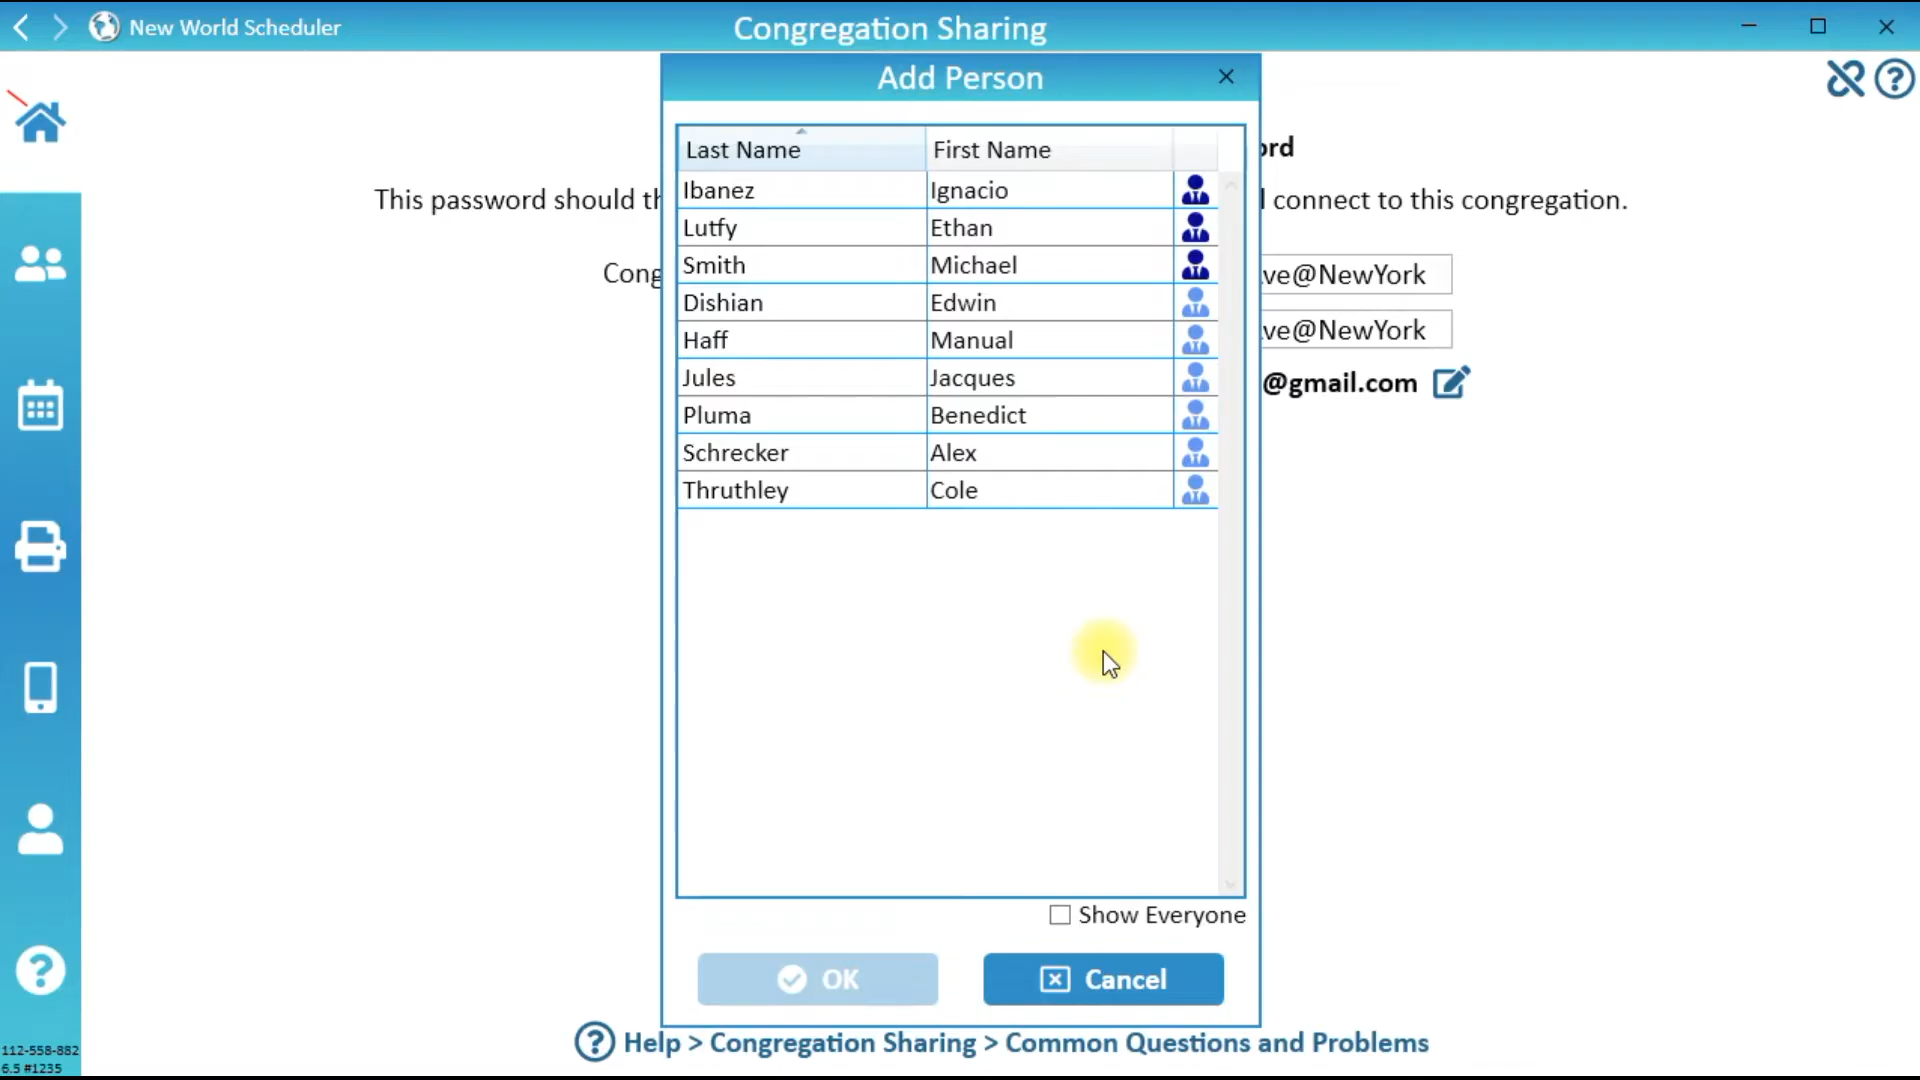 New World Scheduler
Congregation Sharing
Add Person
Last Name First Name
Ibanez Ignacio
Lutfy Ethan
Smith Michael
Dishian Edwin
Haff Manual
Jules Jacques
Pluma Benedict
Schrecker Alex
Thruthley Cole
Show Everyone
OK Cancel
ord
This password should th
l connect to this congregation.
Cong
ve@NewYork
ve@NewYork
@gmail.com
Help > Congregation Sharing > Common Questions and Problems
112-558-882
6.5 #1235